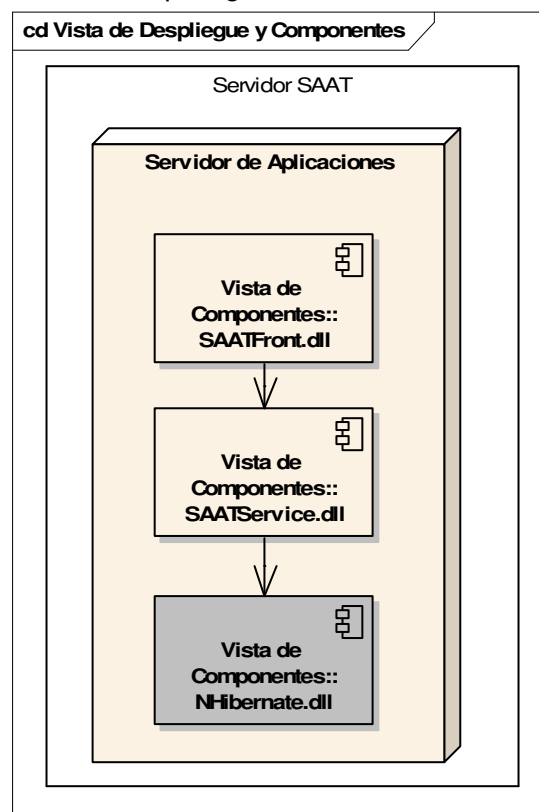 cd Vista de Despliegue y Componentes
Servidor SAAT
Servidor de Aplicaciones
Vista de
Componentes::
SAATFront.dll
Vista de
Componentes::
SAATService.dll
Vista de
Componentes::
NHibernate.dll